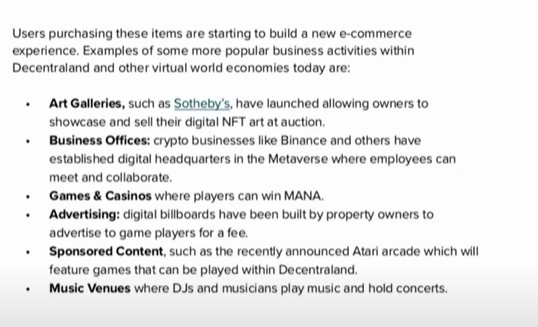 Users purchasing these items are starting to build a new e-commerce
experience. Examples of some more popular business activities within
Decentraland and other virtual world economies today are:
• Art Galleries, such as Sotheby's, have launched allowing owners to
showcase and sell their digital NFT art at auction.
• Business Offices: crypto businesses like Binance and others have
established digital headquarters in the Metaverse where employees can
meet and collaborate.
• Games & Casinos where players can win MANA.
• Advertising: digital billboards have been built by property owners to
advertise to game players for a fee.
• Sponsored Content, such as the recently announced Atari arcade which will
feature games that can be played within Decentraland.
• Music Venues where DJs and musicians play music and hold concerts.